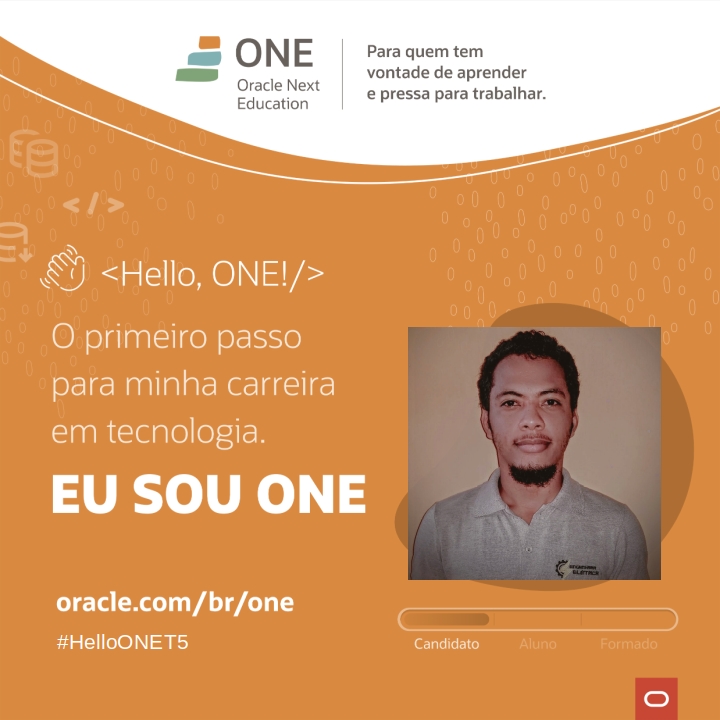 ONE
Oracle Next
Education
Para quem tem
vontade de aprender
e pressa para trabalhar.
</>
<Hello, ONE!/>
O primeiro passo
para minha carreira
em tecnologia.
EU SOU ONE
oracle.com/br/one
#HelloONET5
Candidato Aluno Formado